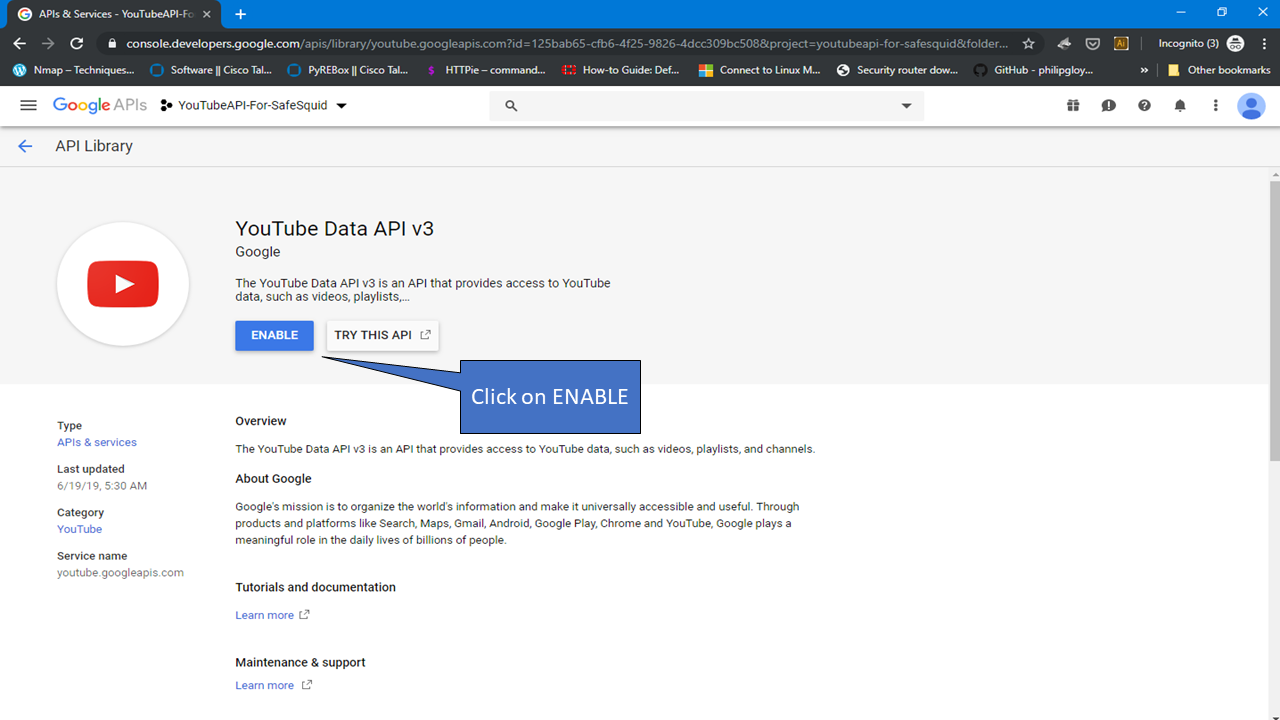 APIs & Services - YouTubeAPI-Fo
console.developers.google.com/apis/library/youtube.googleapis.com?id=125bab65-cfb6-4f25-9826-4dcc309bc508&project=youtubeapi-for-safesquid&folder...
Ai
Incognito (3)
Nmap – Techniques...
Software || Cisco Tal...
PyREBox || Cisco Tal...
$ HTTPie – command...
How-to Guide: Def...
Connect to Linux M...
Security router dow...
GitHub - philipgloy...
»
Other bookmarks
Google APIs
YouTubeAPI-For-SafeSquid
API Library
YouTube Data API v3
Google
The YouTube Data API v3 is an API that provides access to YouTube
data, such as videos, playlists,...
ENABLE
TRY THIS API
Click on ENABLE
Type
APIs & services
Last updated
6/19/19, 5:30 AM
Category
YouTube
Service name
youtube.googleapis.com
Overview
The YouTube Data API v3 is an API that provides access to YouTube data, such as videos, playlists, and channels.
About Google
Google's mission is to organize the world's information and make it universally accessible and useful. Through
products and platforms like Search, Maps, Gmail, Android, Google Play, Chrome and YouTube, Google plays a
meaningful role in the daily lives of billions of people.
Tutorials and documentation
Learn more
Maintenance & support
Learn more